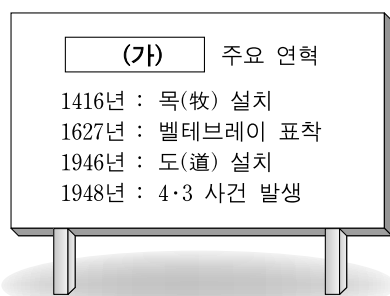 (가) 주요 연혁
1416년 : 목(牧) 설치
1627년 : 벨테브레이 표착
1946년 : 도(道) 설치
1948년 : 4·3 사건 발생